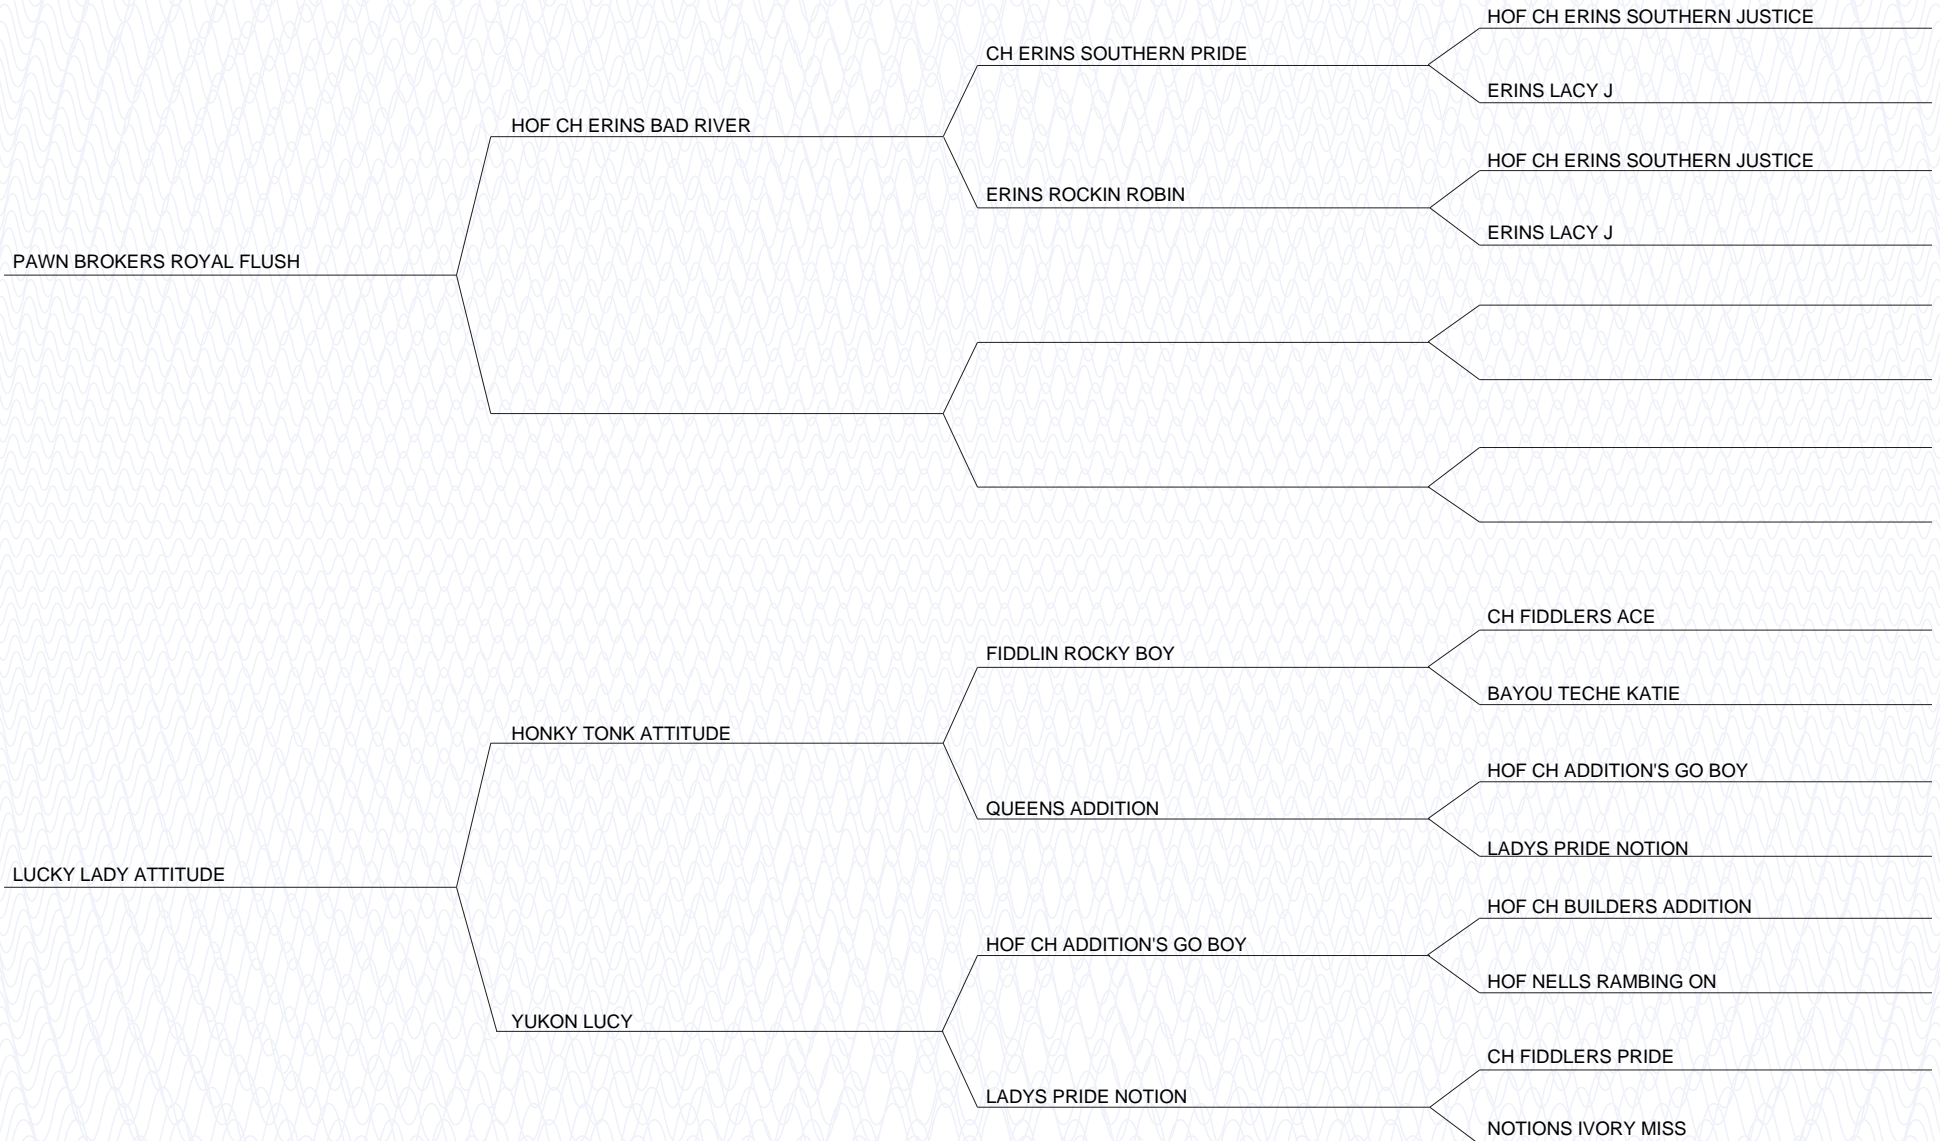 HOF CH ERINS SOUTHERN JUSTICE
CH ERINS SOUTHERN PRIDE
ERINS LACY J
HOF CH ERINS BAD RIVER
HOF CH ERINS SOUTHERN JUSTICE
ERINS ROCKIN ROBIN
ERINS LACY J
PAWN BROKERS ROYAL FLUSH
CH FIDDLERS ACE
FIDDLIN ROCKY BOY
BAYOU TECHE KATIE
HONKY TONK ATTITUDE
HOF CH ADDITION'S GO BOY
QUEENS ADDITION
LADYS PRIDE NOTION
LUCKY LADY ATTITUDE
HOF CH BUILDERS ADDITION
HOF CH ADDITION'S GO BOY
HOF NELLS RAMBING ON
YUKON LUCY
CH FIDDLERS PRIDE
LADYS PRIDE NOTION
NOTIONS IVORY MISS